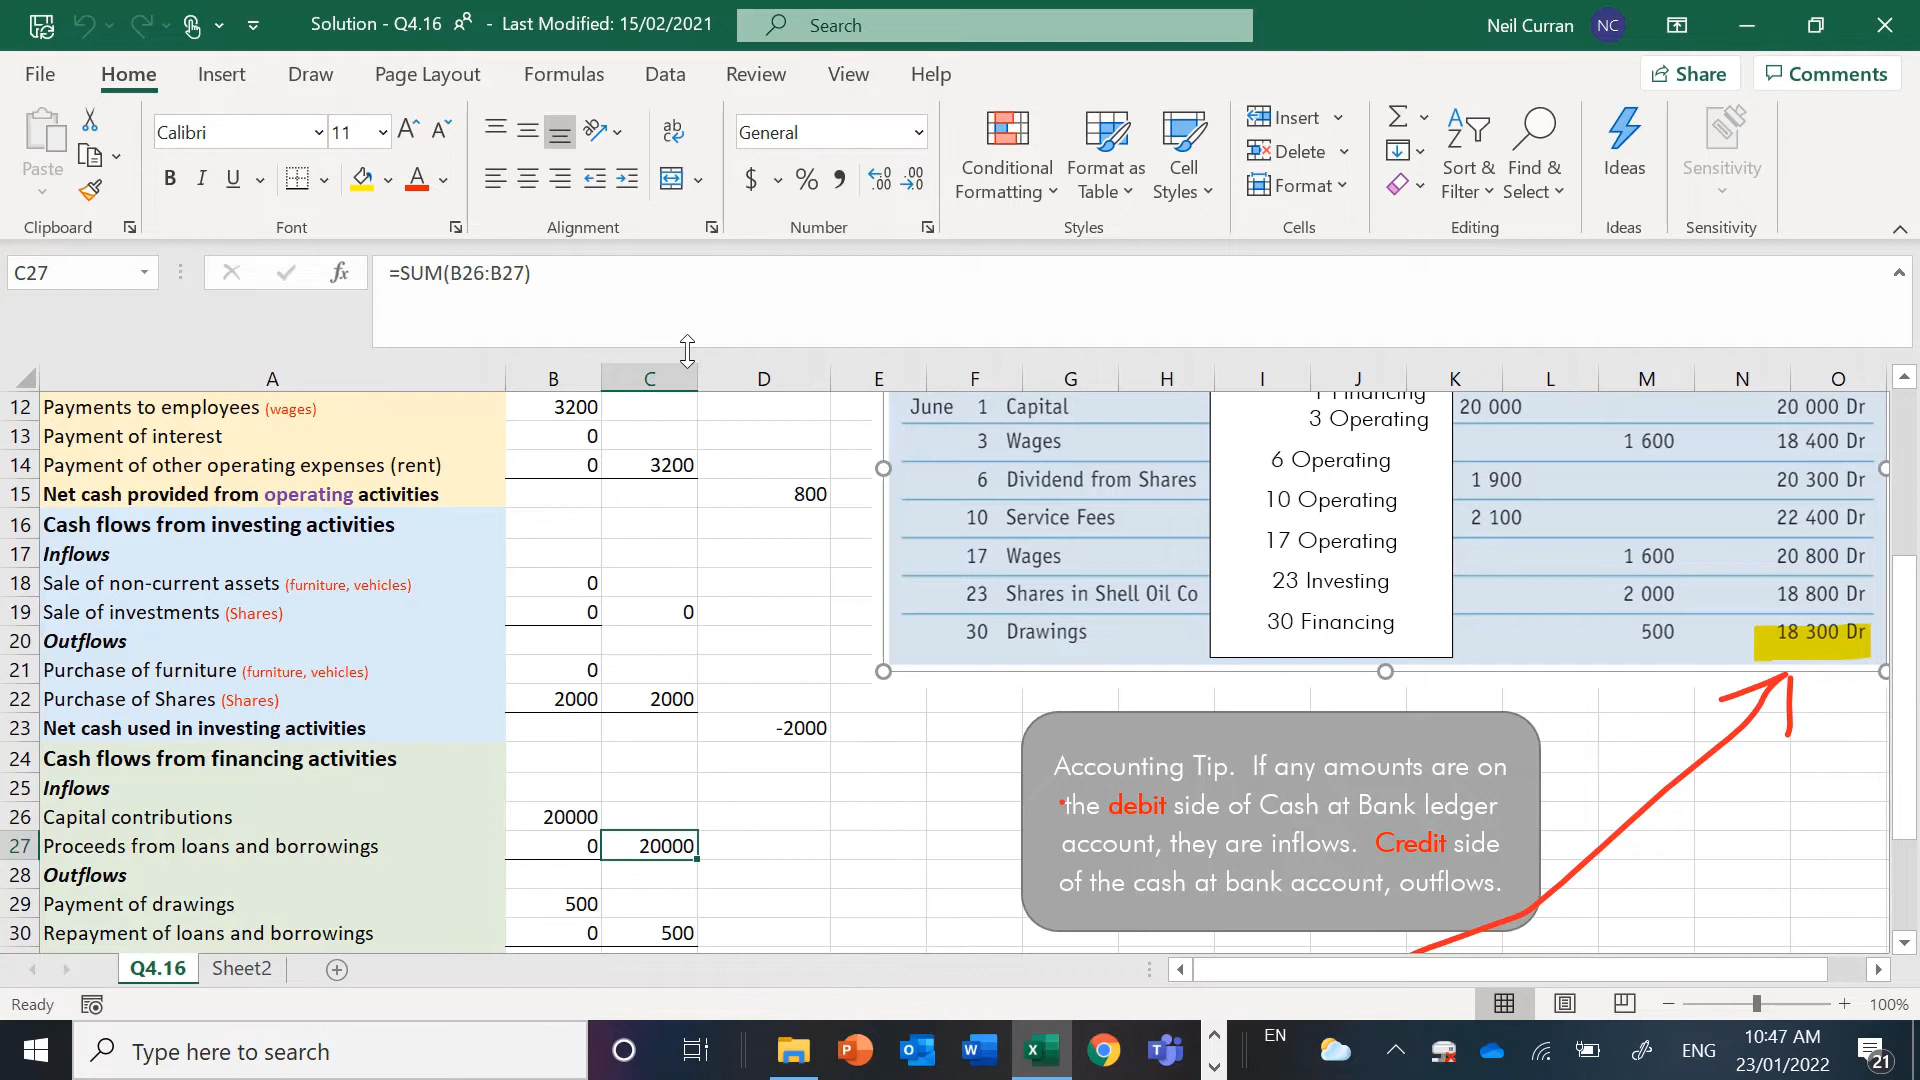 Solution - Q4.16 - Last Modified: 15/02/2021
Search
Neil Curran NC
File Home Insert Draw Page Layout Formulas Data Review View Help Share Comments
Calibri 11 General
Paste
B I U ab $ % Conditional Formatting Format as Table Cell Styles Insert Delete Format Sort & Filter Find & Select Ideas Sensitivity
Clipboard Font Alignment Number Styles Cells Editing Ideas Sensitivity
C27 fx =SUM(B26:B27)
A B C D E F G H I J K L M N O
12 Payments to employees (wages) 3200
13 Payment of interest 0
14 Payment of other operating expenses (rent) 0 3200
15 Net cash provided from operating activities 800
16 Cash flows from investing activities
17 Inflows
18 Sale of non-current assets (furniture, vehicles) 0
19 Sale of investments (Shares) 0 0
20 Outflows
21 Purchase of furniture (furniture, vehicles) 0
22 Purchase of Shares (Shares) 2000 2000
23 Net cash used in investing activities -2000
24 Cash flows from financing activities
25 Inflows
26 Capital contributions 20000
27 Proceeds from loans and borrowings 0 20000
28 Outflows
29 Payment of drawings 500
30 Repayment of loans and borrowings 0 500
June 1 Capital 20 000 20 000 Dr
3 Wages 1 600 18 400 Dr
6 Dividend from Shares 1 900 20 300 Dr
10 Service Fees 2 100 22 400 Dr
17 Wages 1 600 20 800 Dr
23 Shares in Shell Oil Co 2 000 18 800 Dr
30 Drawings 500 18 300 Dr
1 Financing
3 Operating
6 Operating
10 Operating
17 Operating
23 Investing
30 Financing
Accounting Tip. If any amounts are on
the debit side of Cash at Bank ledger
account, they are inflows. Credit side
of the cash at bank account, outflows.
Q4.16 Sheet2
Ready 100%
Type here to search
EN ENG 10:47 AM
23/01/2022 21